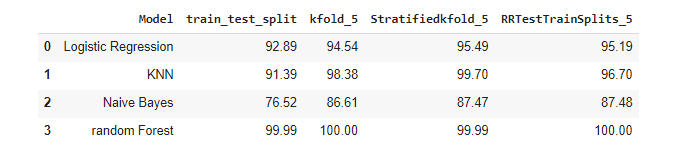 Model train_test_split kfold_5 Stratifiedkfold_5 RRTestTrainSplits_5
0 Logistic Regression 92.89 94.54 95.49 95.19
1 KNN 91.39 98.38 99.70 96.70
2 Naive Bayes 76.52 86.61 87.47 87.48
3 random Forest 99.99 100.00 99.99 100.00